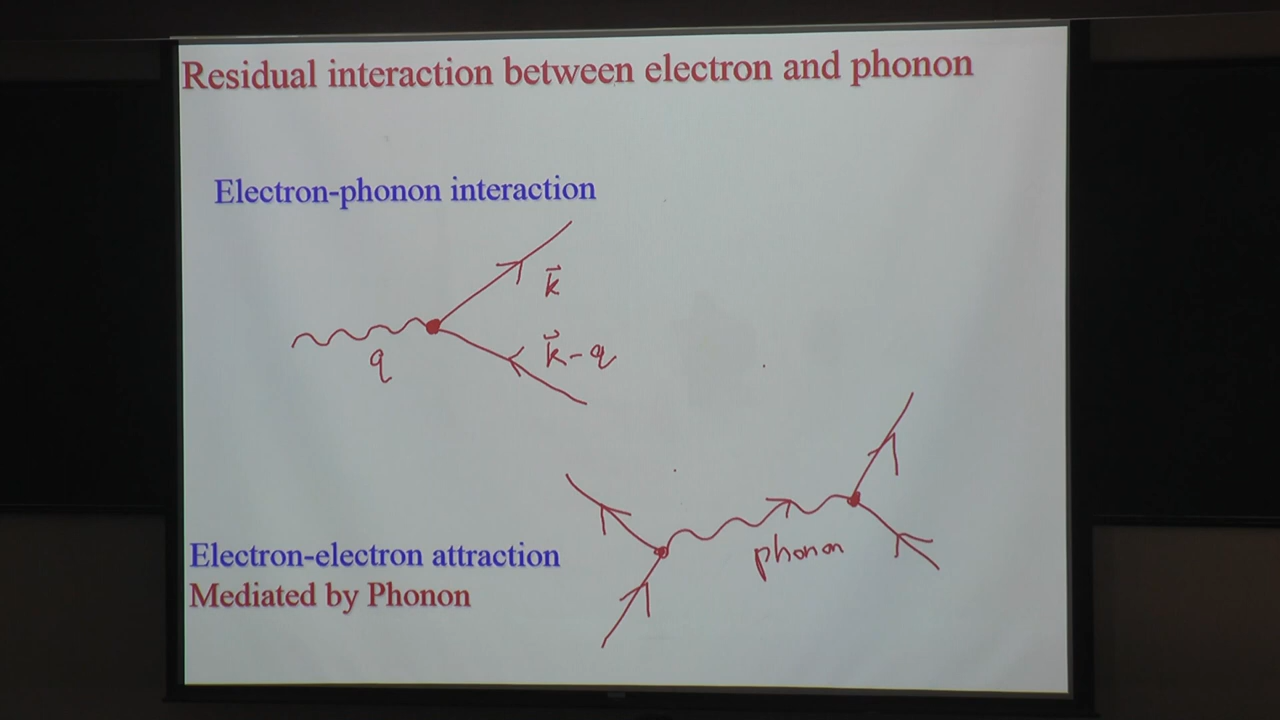 Residual interaction between electron and phonon
Electron-phonon interaction
k⃗
q
k⃗-q
phonon
Electron-electron attraction
Mediated by Phonon